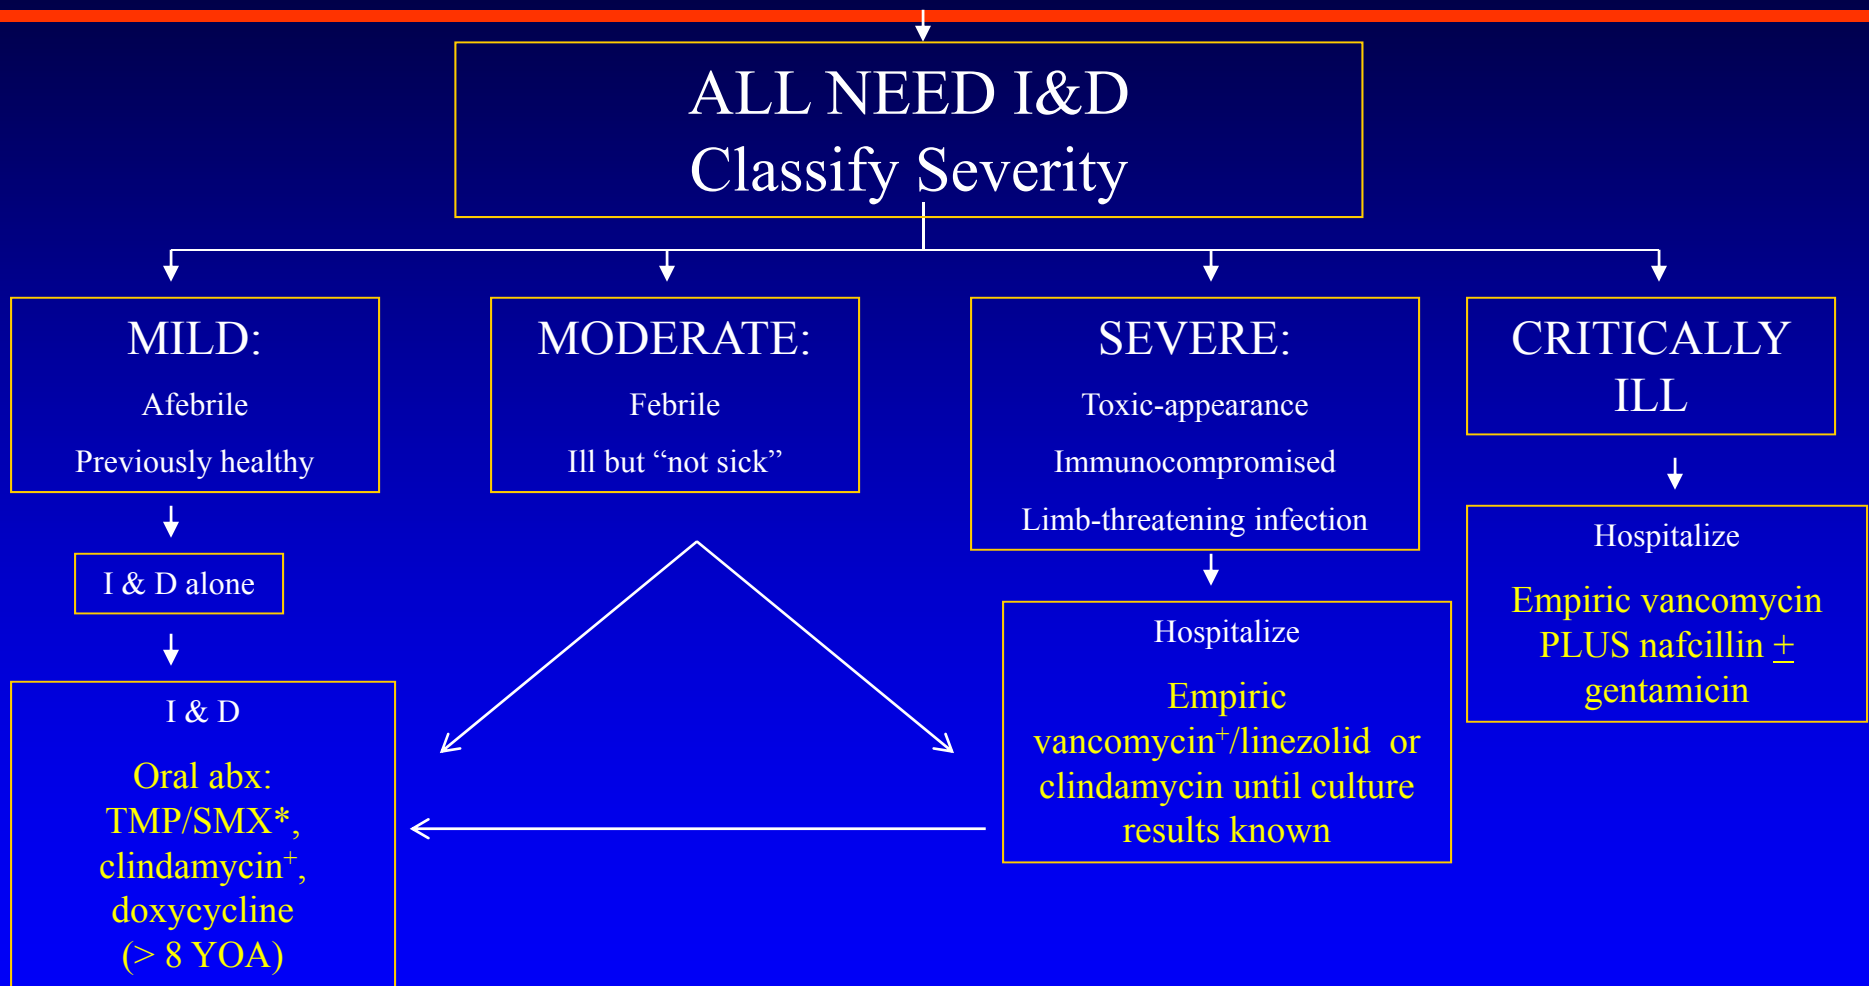 ALL NEED I&D
Classify Severity
MILD:
Afebrile
Previously healthy
I & D alone
I & D
Oral abx:
TMP/SMX*,
clindamycin⁺,
doxycycline
(> 8 YOA)
MODERATE:
Febrile
Ill but “not sick”
SEVERE:
Toxic-appearance
Immunocompromised
Limb-threatening infection
Hospitalize
Empiric
vancomycin⁺/linezolid or
clindamycin until culture
results known
CRITICALLY
ILL
Hospitalize
Empiric vancomycin
PLUS nafcillin +
gentamicin